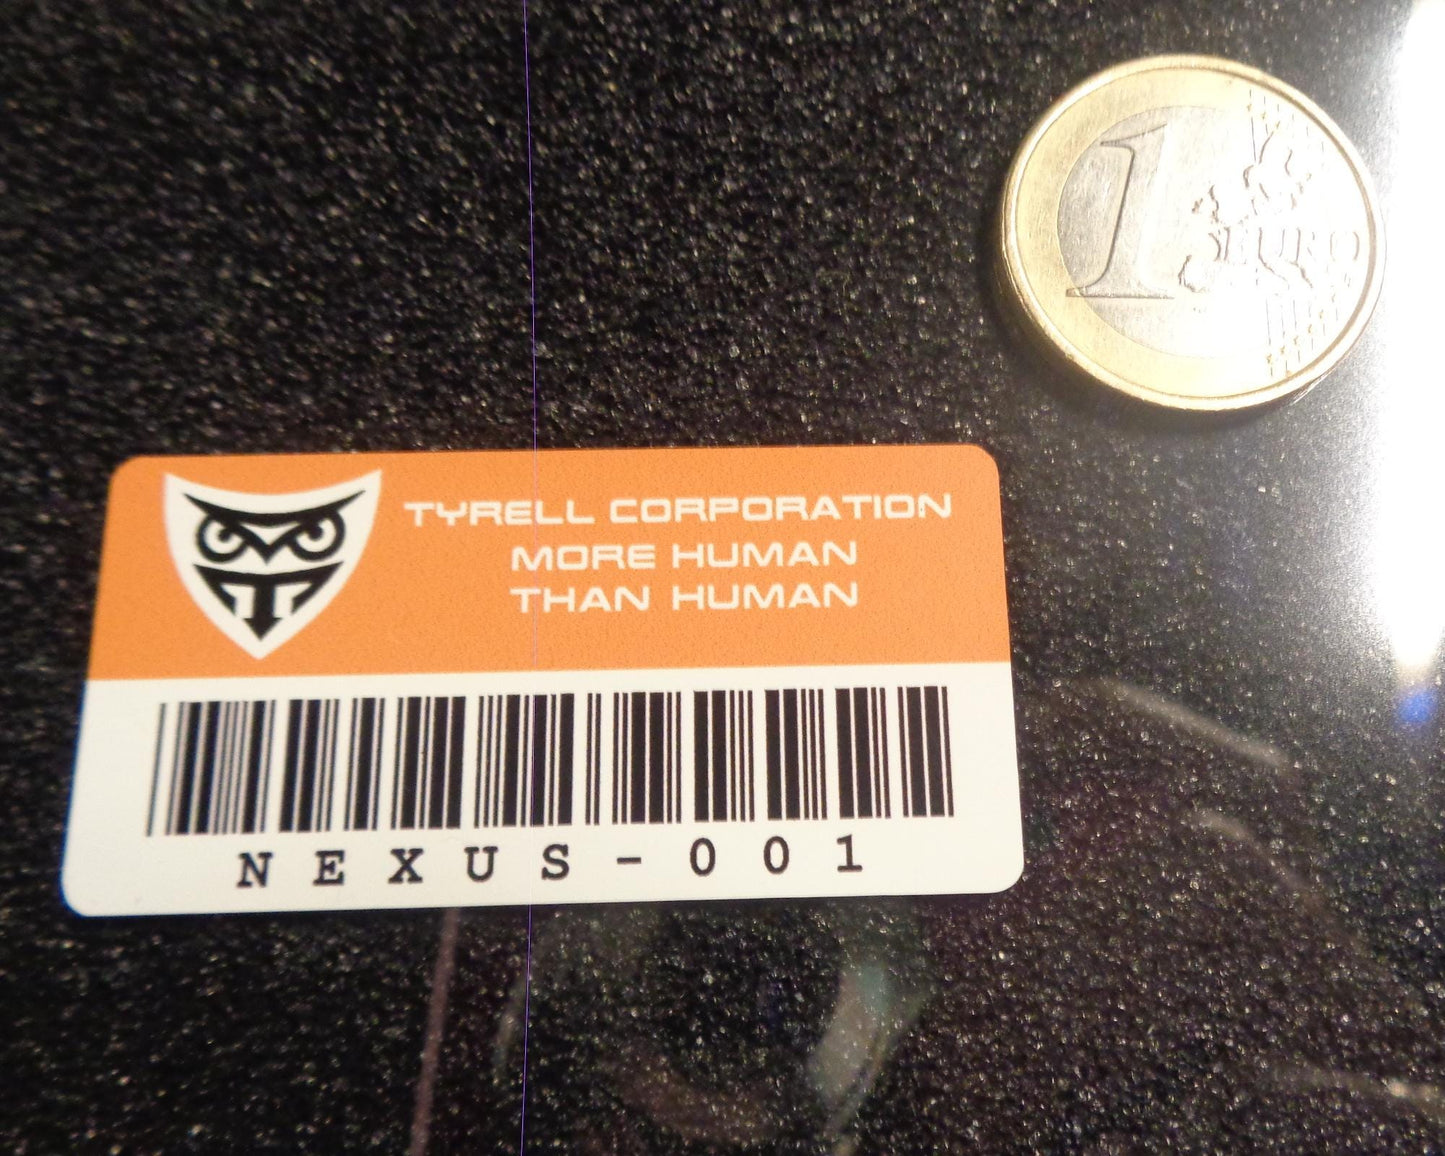 TYRELL CORPORATION
MORE HUMAN
THAN HUMAN
NEXUS-001
1 EURO